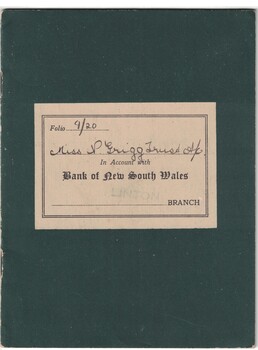 Folio 9/20
Miss P Grigg Trust A/c.
In Account with
Bank of New South Wales
BRANCH